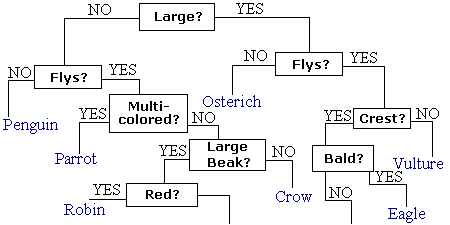 NO Large? YES
NO Flys? YES
NO Flys? YES
Multi-
colored?
YES NO
Osterich
Penguin
YES Crest? NO
Parrot
YES Large
Beak? NO
Bald?
Vulture
YES Red?
YES
NO
Robin
Crow
Eagle